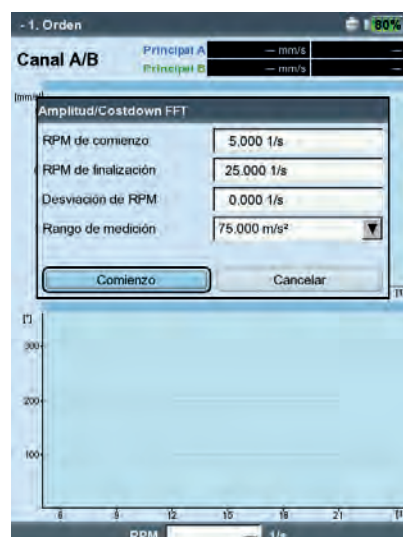 - 1. Orden 80%
Canal A/B
Principal A — mm/s —
Principal B — mm/s —
[mm/s]
Amplitud/Costdown FFT
RPM de comienzo 5.000 1/s
RPM de finalización 25.000 1/s
Desviación de RPM 0.000 1/s
Rango de medición 75.000 m/s²
Comienzo Cancelar
[°]
300
200
100
6 9 12 15 18 21
RPM — 1/s